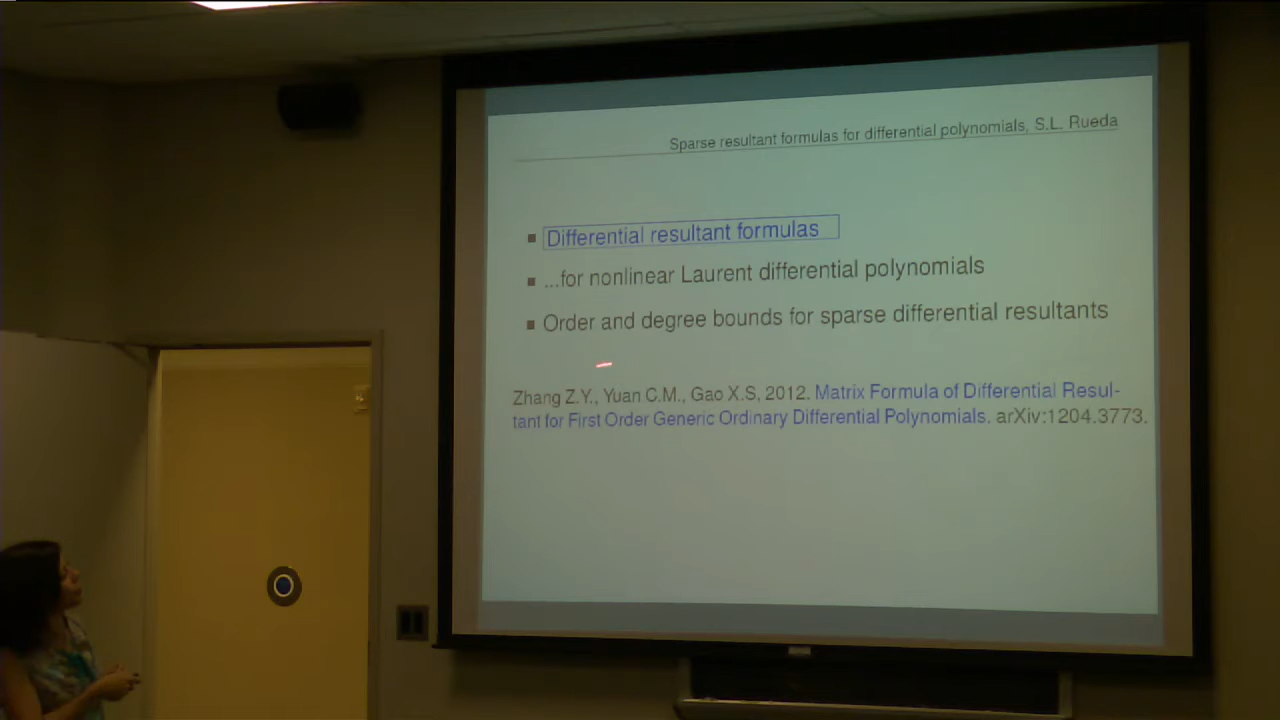 Sparse resultant formulas for differential polynomials, S.L. Rueda
Differential resultant formulas
...for nonlinear Laurent differential polynomials
Order and degree bounds for sparse differential resultants
Zhang Z.Y., Yuan C.M., Gao X.S, 2012. Matrix Formula of Differential Resul-
tant for First Order Generic Ordinary Differential Polynomials. arXiv:1204.3773.